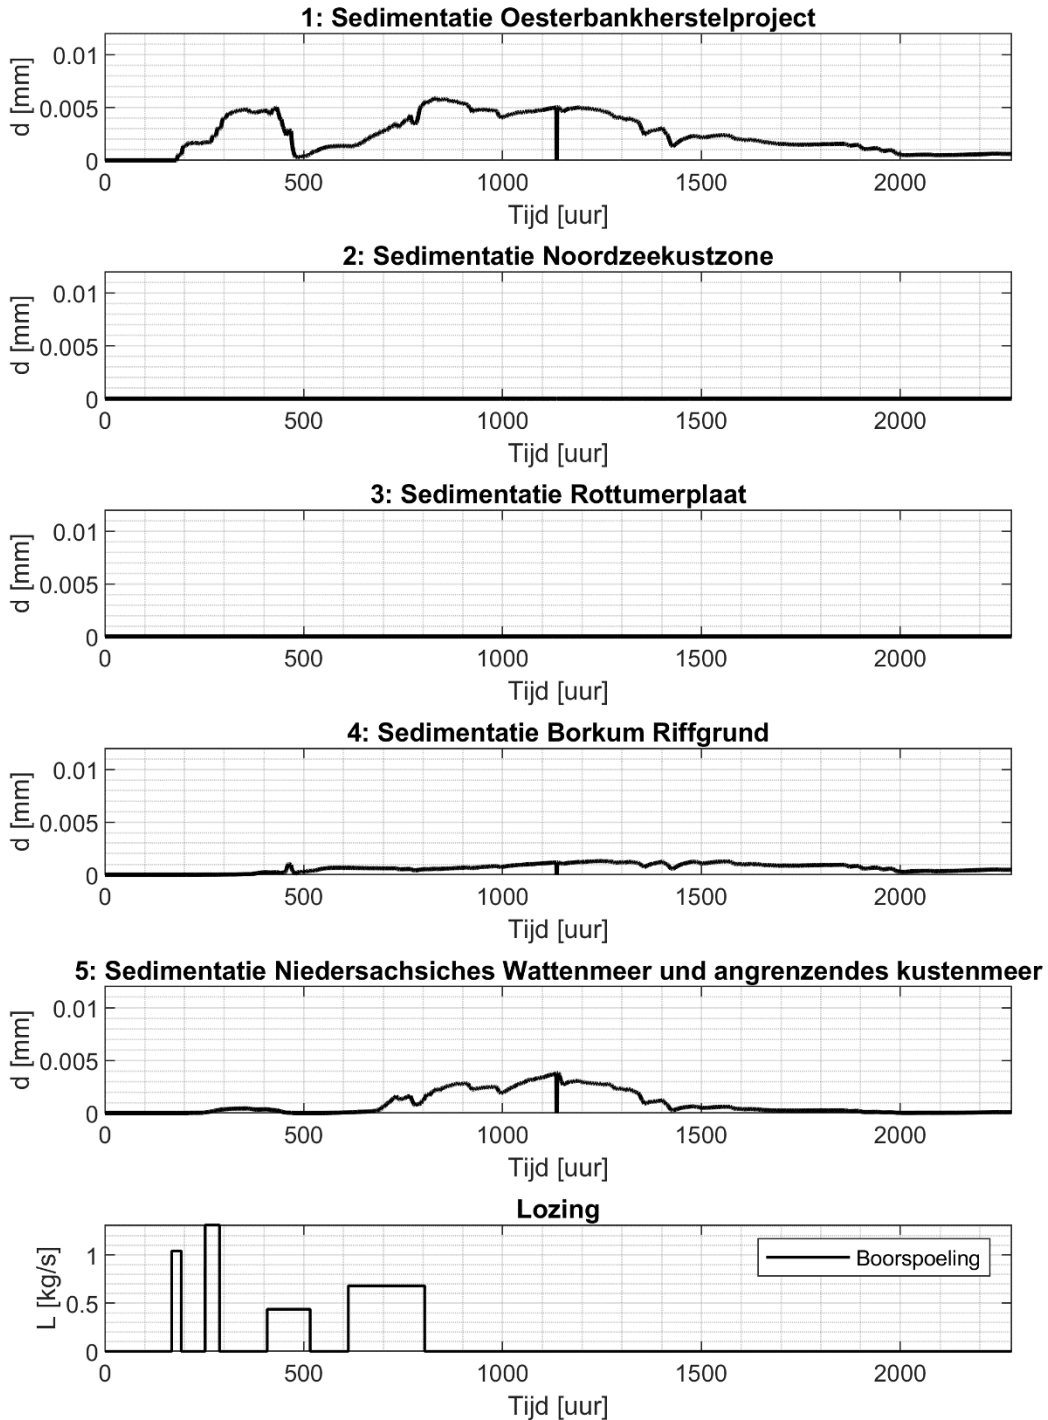 1: Sedimentatie Oesterbankherstelproject
0.01
0.005
0
d [mm]
0 500 1000 1500 2000
Tijd [uur]
2: Sedimentatie Noordzeekustzone
0.01
0.005
0
d [mm]
0 500 1000 1500 2000
Tijd [uur]
3: Sedimentatie Rottumerplaat
0.01
0.005
0
d [mm]
0 500 1000 1500 2000
Tijd [uur]
4: Sedimentatie Borkum Riffgrund
0.01
0.005
0
d [mm]
0 500 1000 1500 2000
Tijd [uur]
5: Sedimentatie Niedersachsiches Wattenmeer und angrenzendes kustenmeer
0.01
0.005
0
d [mm]
0 500 1000 1500 2000
Tijd [uur]
Lozing
1
0.5
0
L [kg/s]
Boorspoeling
0 500 1000 1500 2000
Tijd [uur]